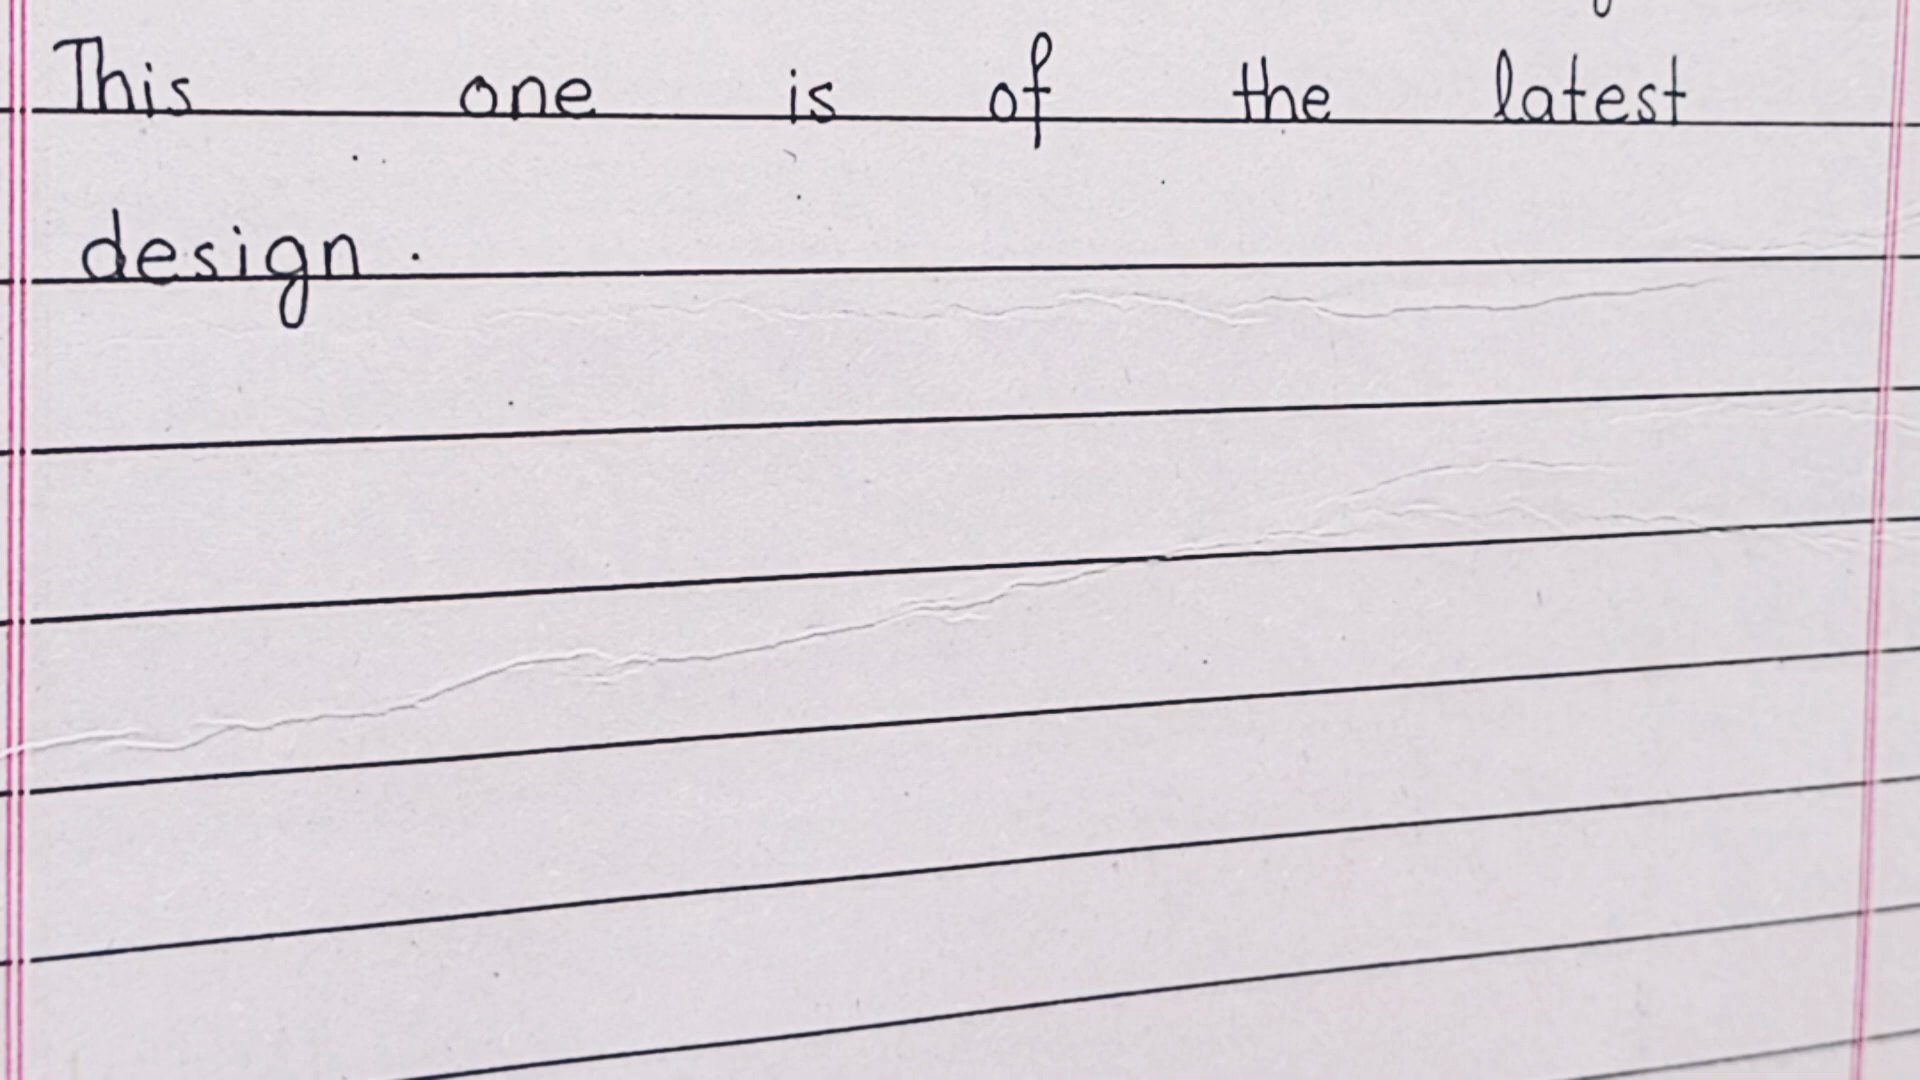 This one is of the latest
design.